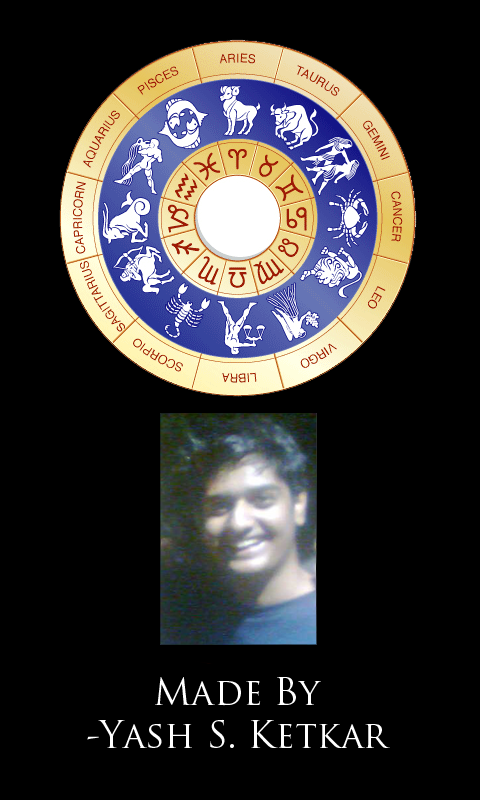 ARIES
TAURUS
GEMINI
CANCER
LEO
VIRGO
LIBRA
SCORPIO
SAGITTARIUS
CAPRICORN
AQUARIUS
PISCES
Made By
-Yash S. Ketkar